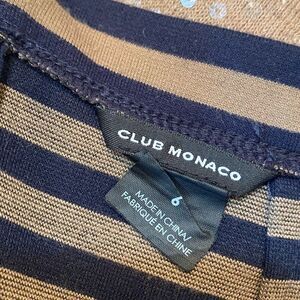 CLUB MONACO
6
MADE IN CHINA/
FABRIQUÉ EN CHINE